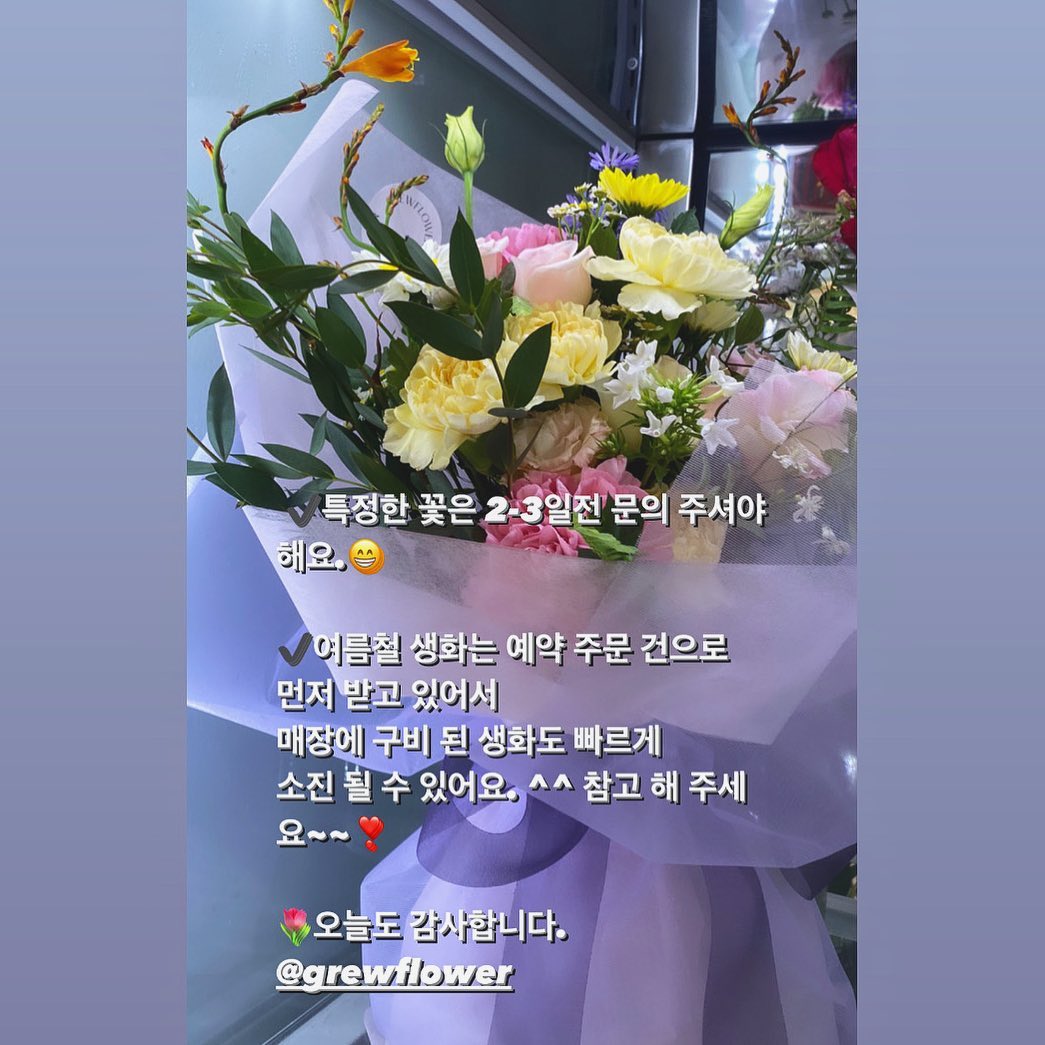 EWFLOWE
✔특정한 꽃은 2-3일전 문의 주셔야
해요.😁
✔여름철 생화는 예약 주문 건으로
먼저 받고 있어서
매장에 구비 된 생화도 빠르게
소진 될 수 있어요. ^^ 참고 해 주세
요~~❣️
🌷오늘도 감사합니다.
@grewflower